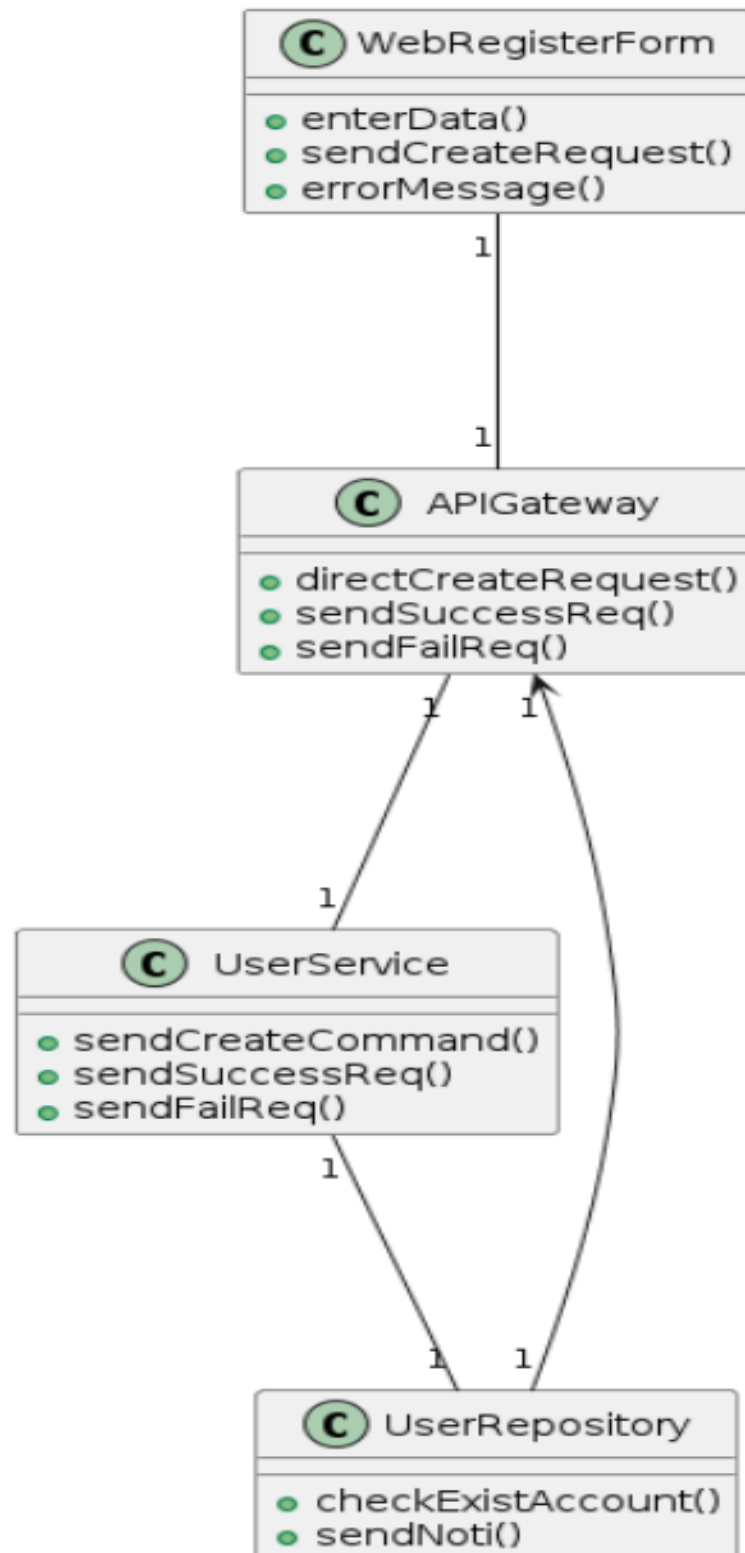 C WebRegisterForm
enterData()
sendCreateRequest()
errorMessage()
1
1
C APIGateway
directCreateRequest()
sendSuccessReq()
sendFailReq()
1 1
1
C UserService
sendCreateCommand()
sendSuccessReq()
sendFailReq()
1
1 1
C UserRepository
checkExistAccount()
sendNoti()